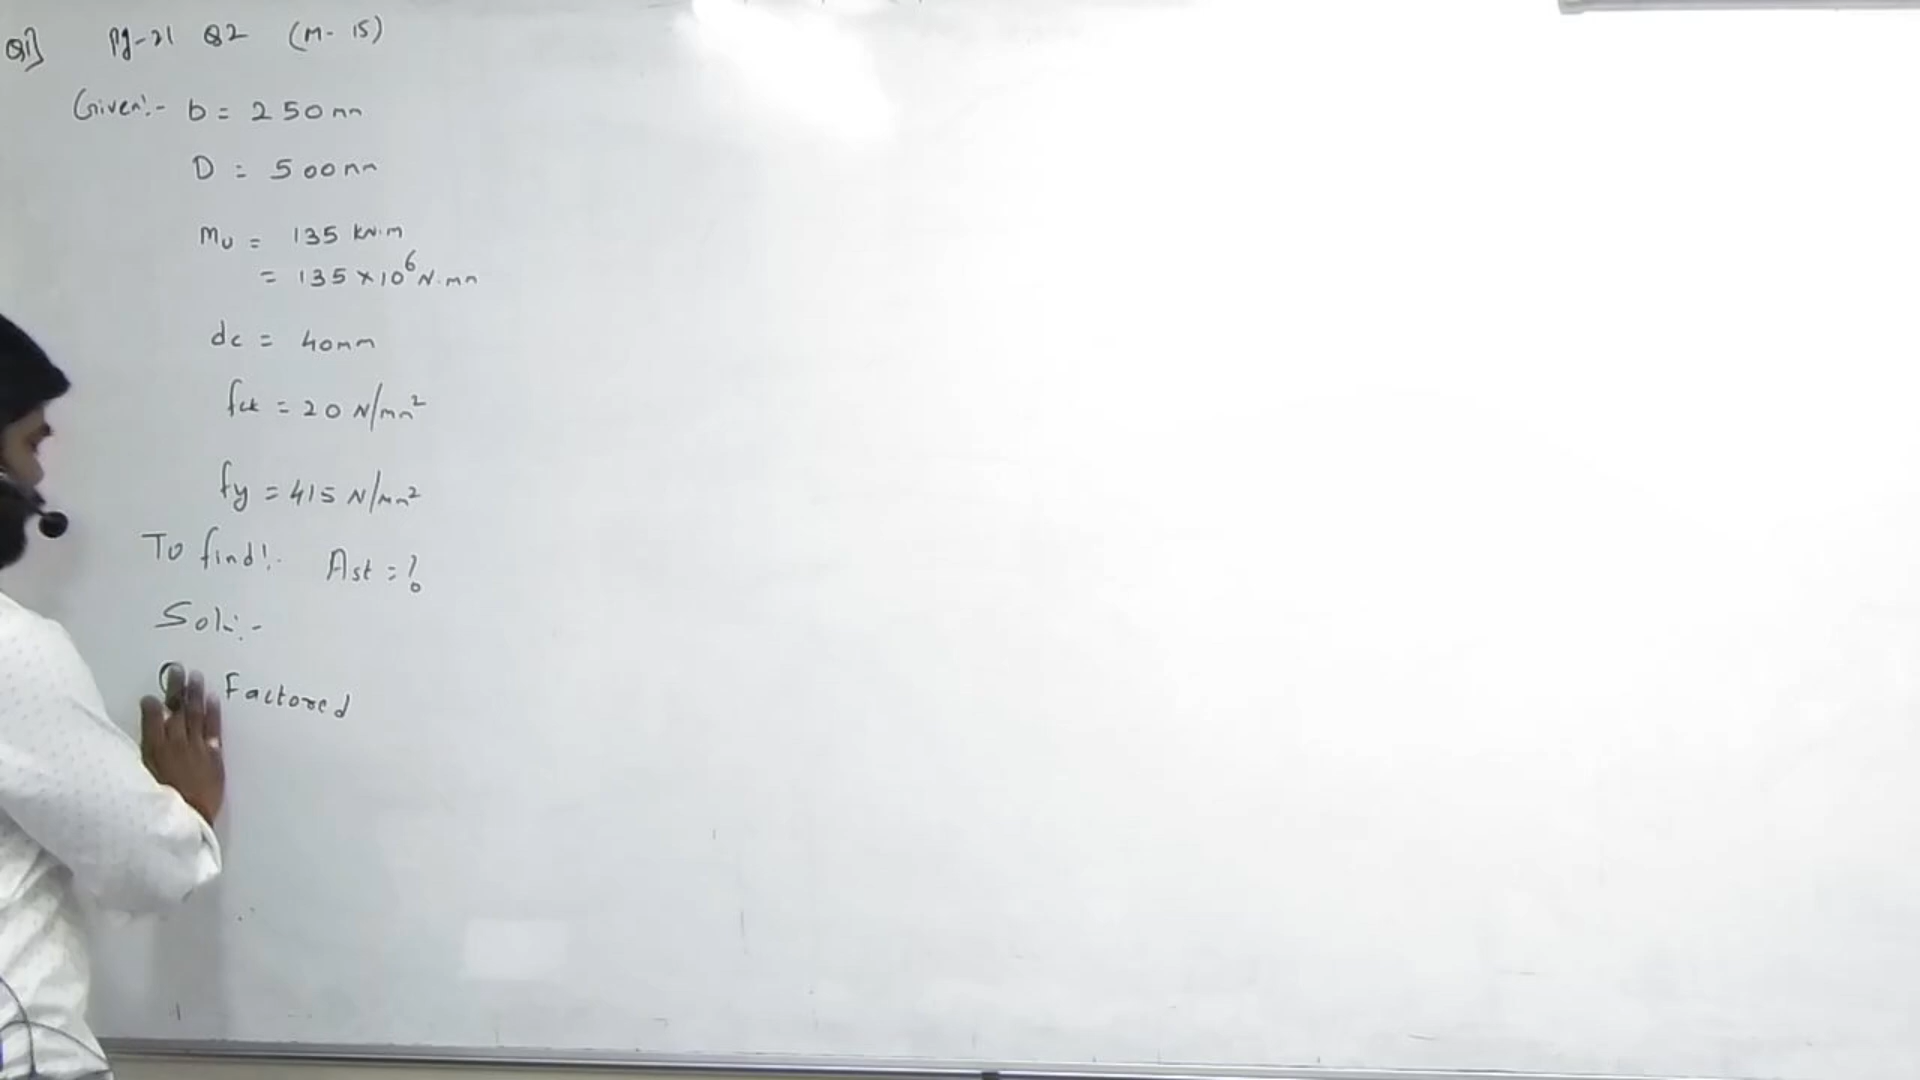 Q1] Pg-21 Q2 (M-15)
Given:- b = 250mm
D = 500mm
Mu = 135 kN.m
= 135 × 10⁶ N.mm
dc = 40mm
fck = 20 N/mm²
fy = 415 N/mm²
To find:- Ast = ?
Soln:-
Factored